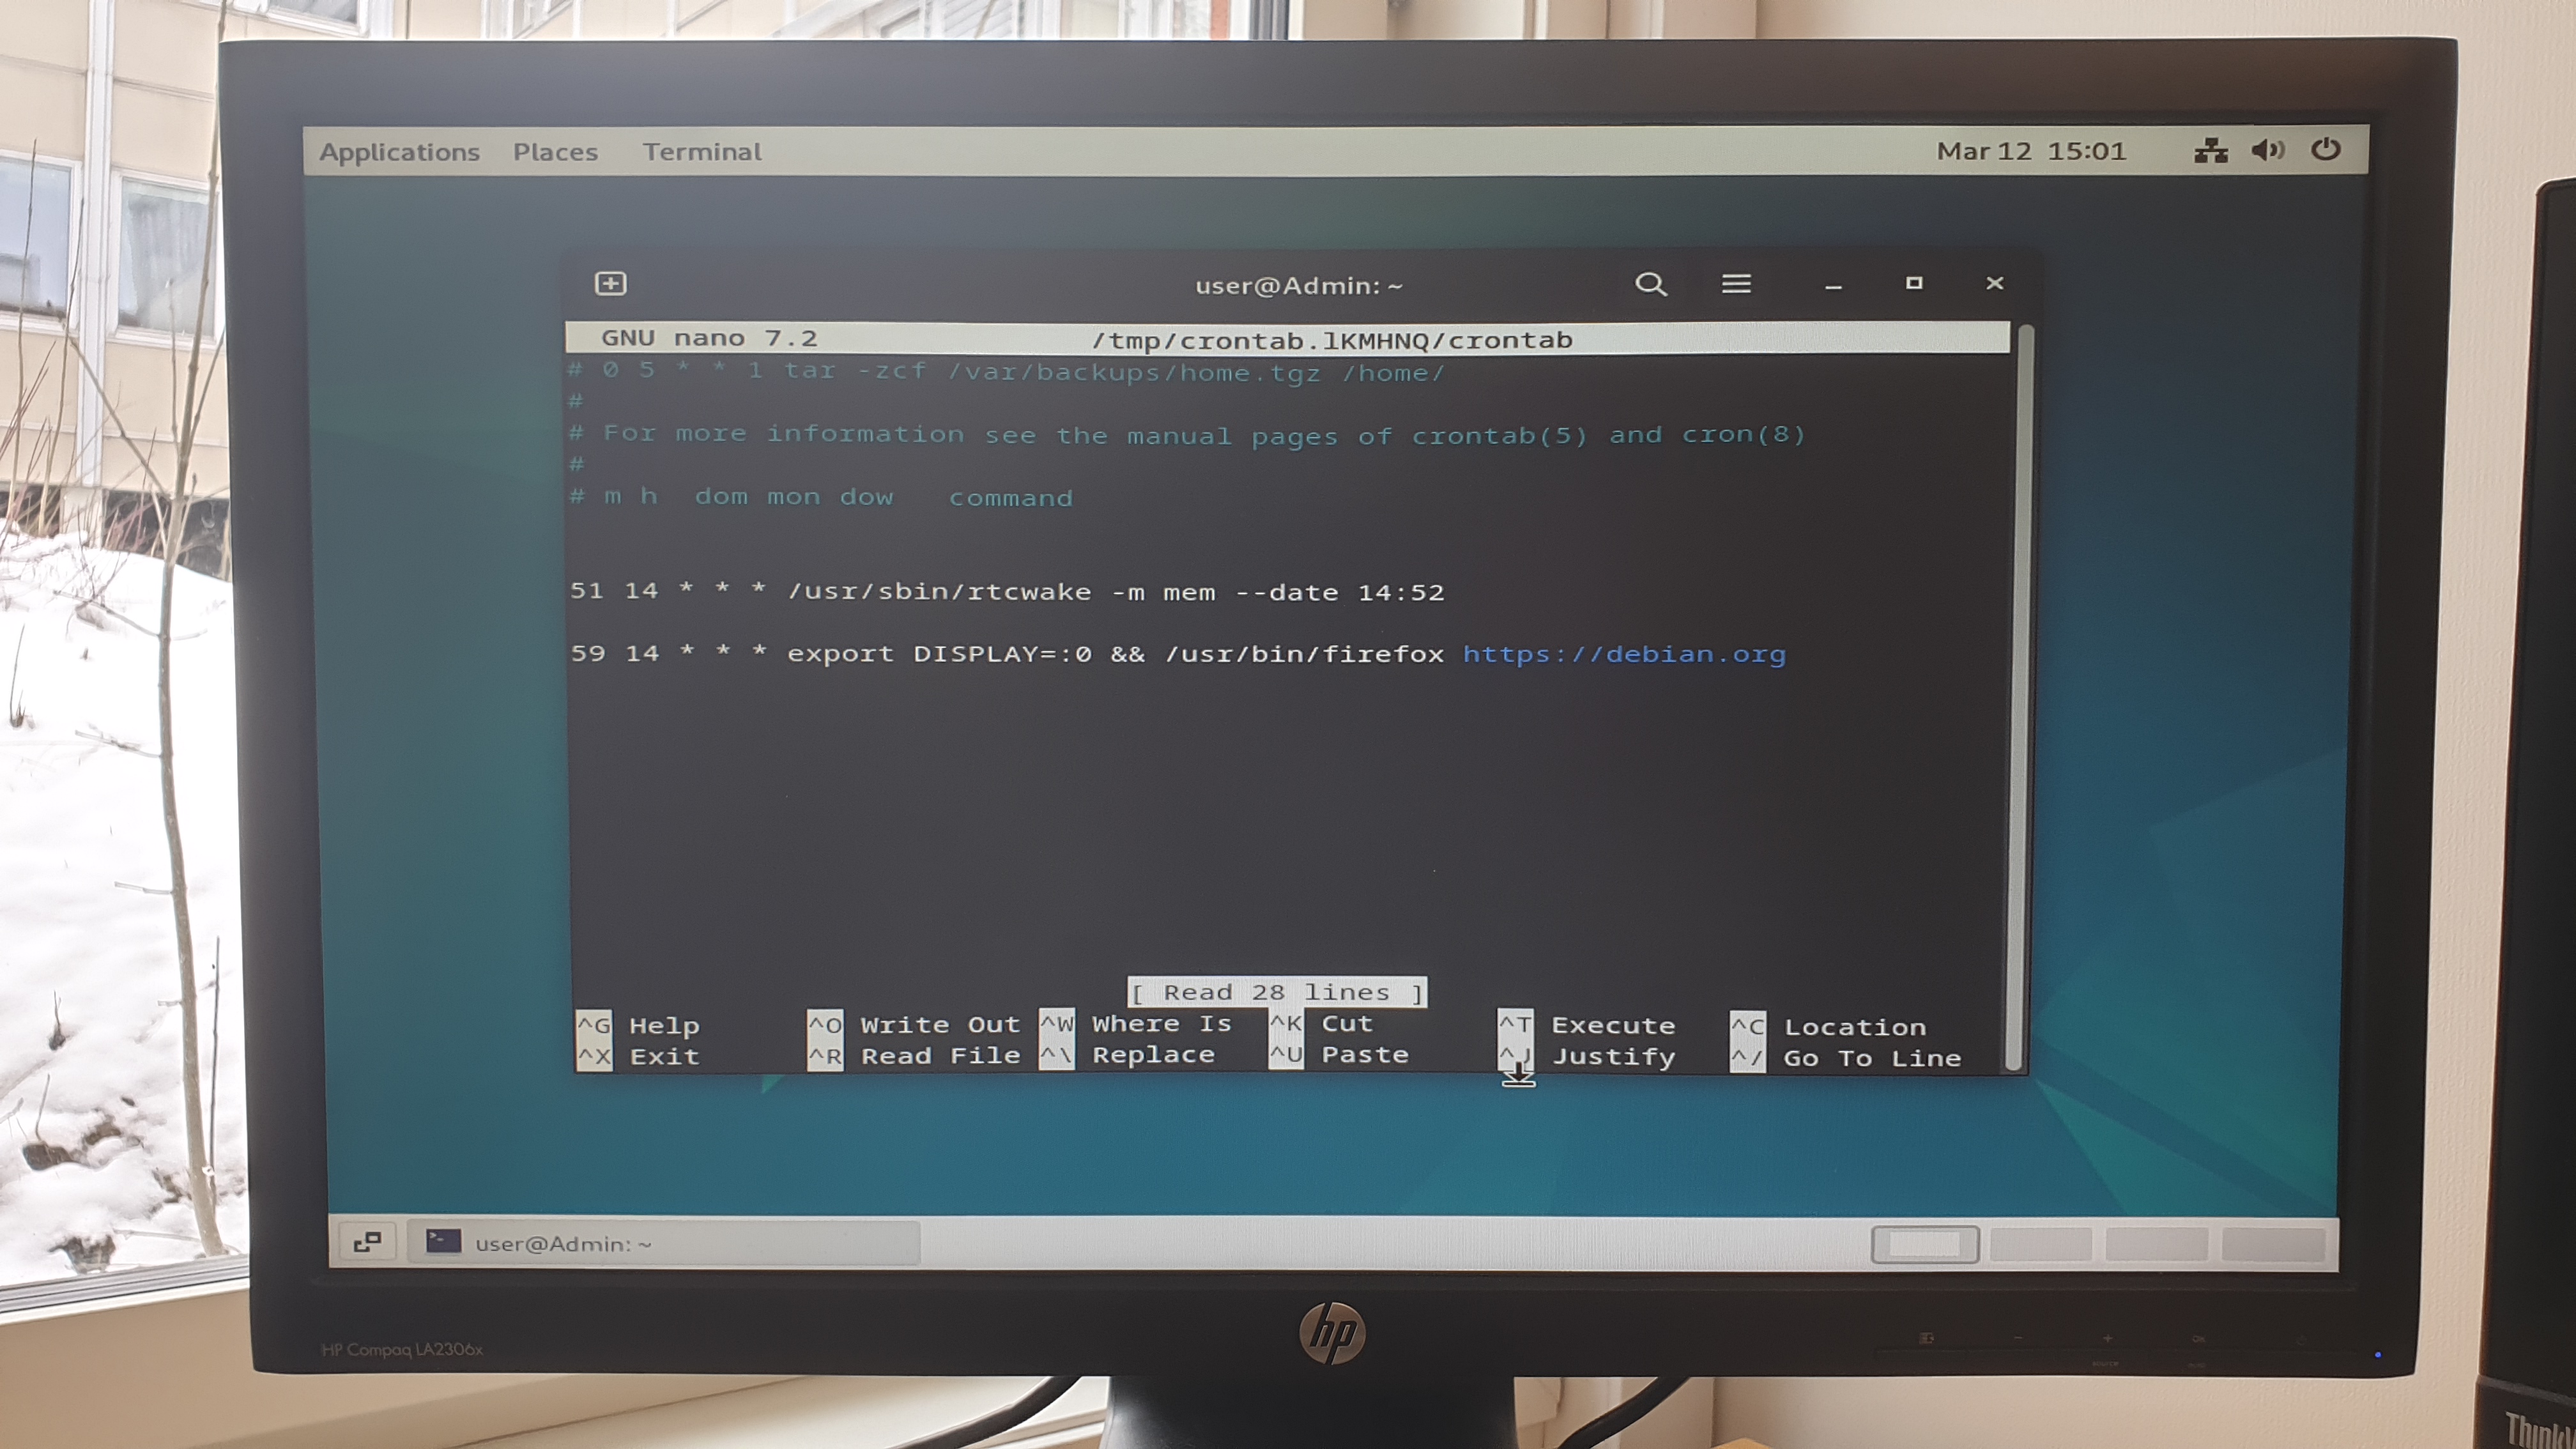 Applications Places Terminal Mar 12 15:01
user@Admin: ~
GNU nano 7.2 /tmp/crontab.lKMHNQ/crontab
# 0 5 * * 1 tar -zcf /var/backups/home.tgz /home/
#
# For more information see the manual pages of crontab(5) and cron(8)
#
# m h  dom mon dow   command
51 14 * * * /usr/sbin/rtcwake -m mem --date 14:52
59 14 * * * export DISPLAY=:0 && /usr/bin/firefox https://debian.org
[ Read 28 lines ]
^G Help ^O Write Out ^W Where Is ^K Cut ^T Execute ^C Location
^X Exit ^R Read File ^\ Replace ^U Paste ^J Justify ^/ Go To Line
user@Admin: ~
hp
HP Compaq LA2306x